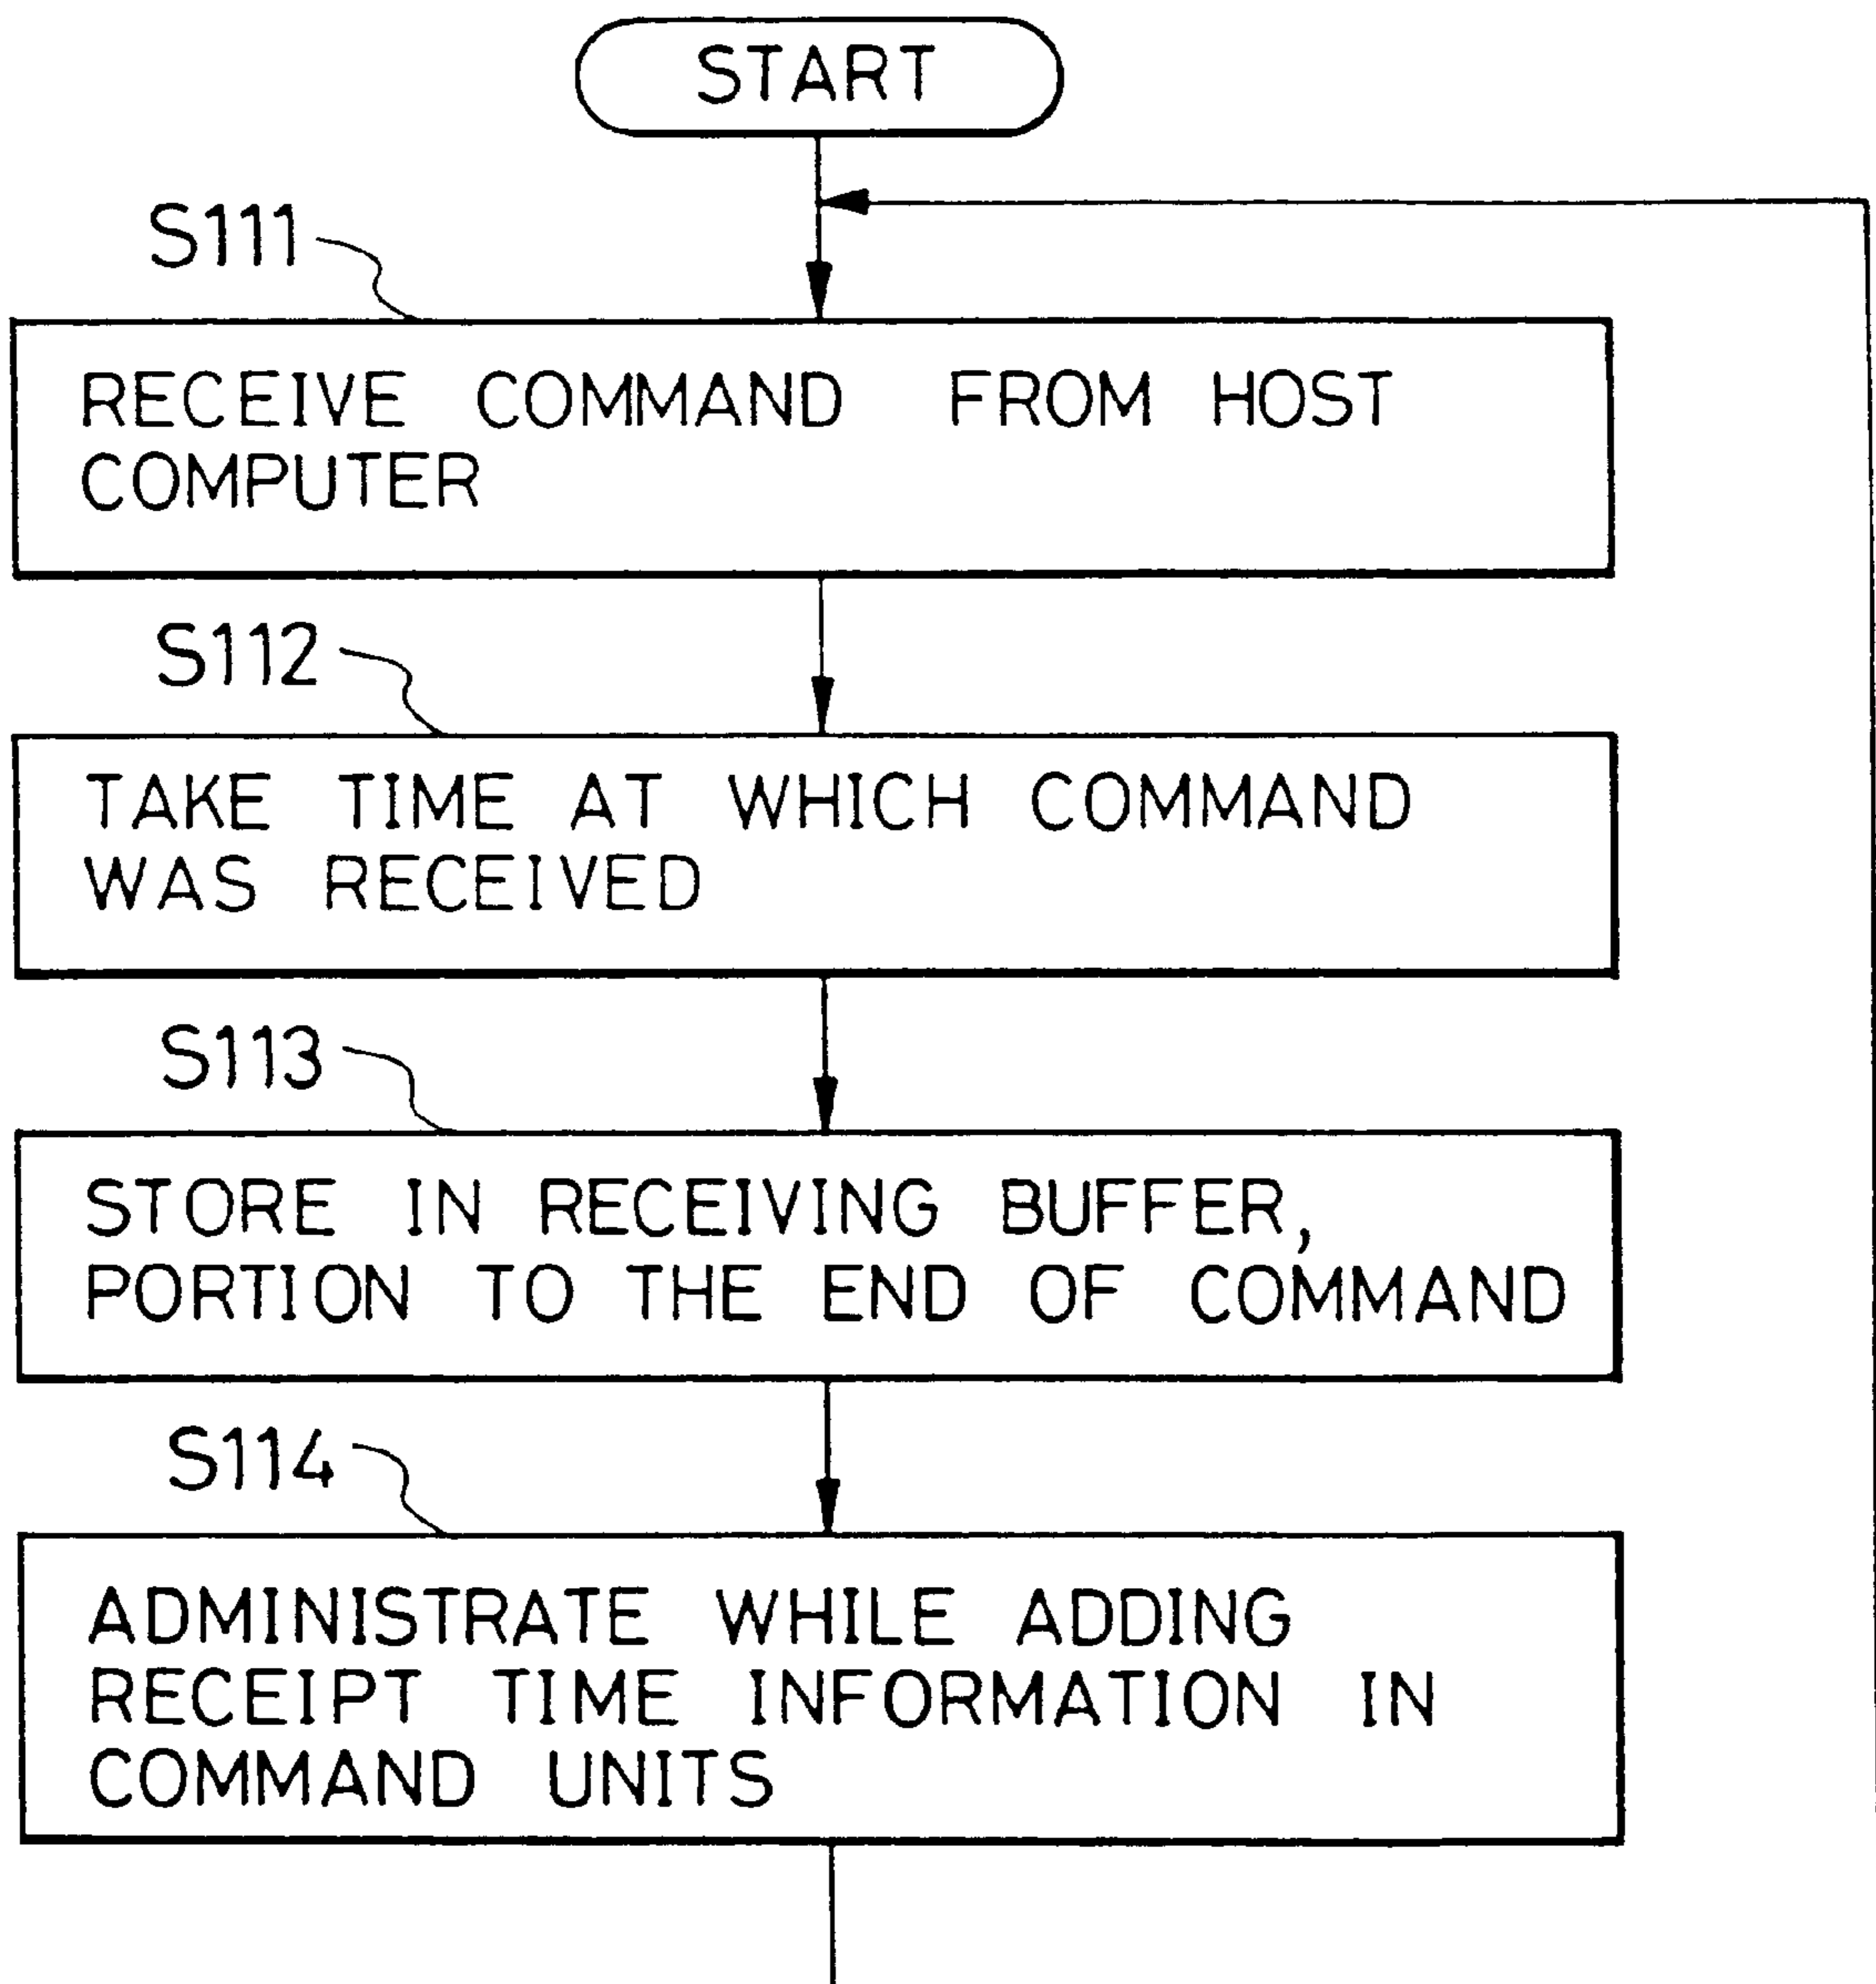 START
S111
RECEIVE COMMAND FROM HOST
COMPUTER
S112
TAKE TIME AT WHICH COMMAND
WAS RECEIVED
S113
STORE IN RECEIVING BUFFER,
PORTION TO THE END OF COMMAND
S114
ADMINISTRATE WHILE ADDING
RECEIPT TIME INFORMATION IN
COMMAND UNITS